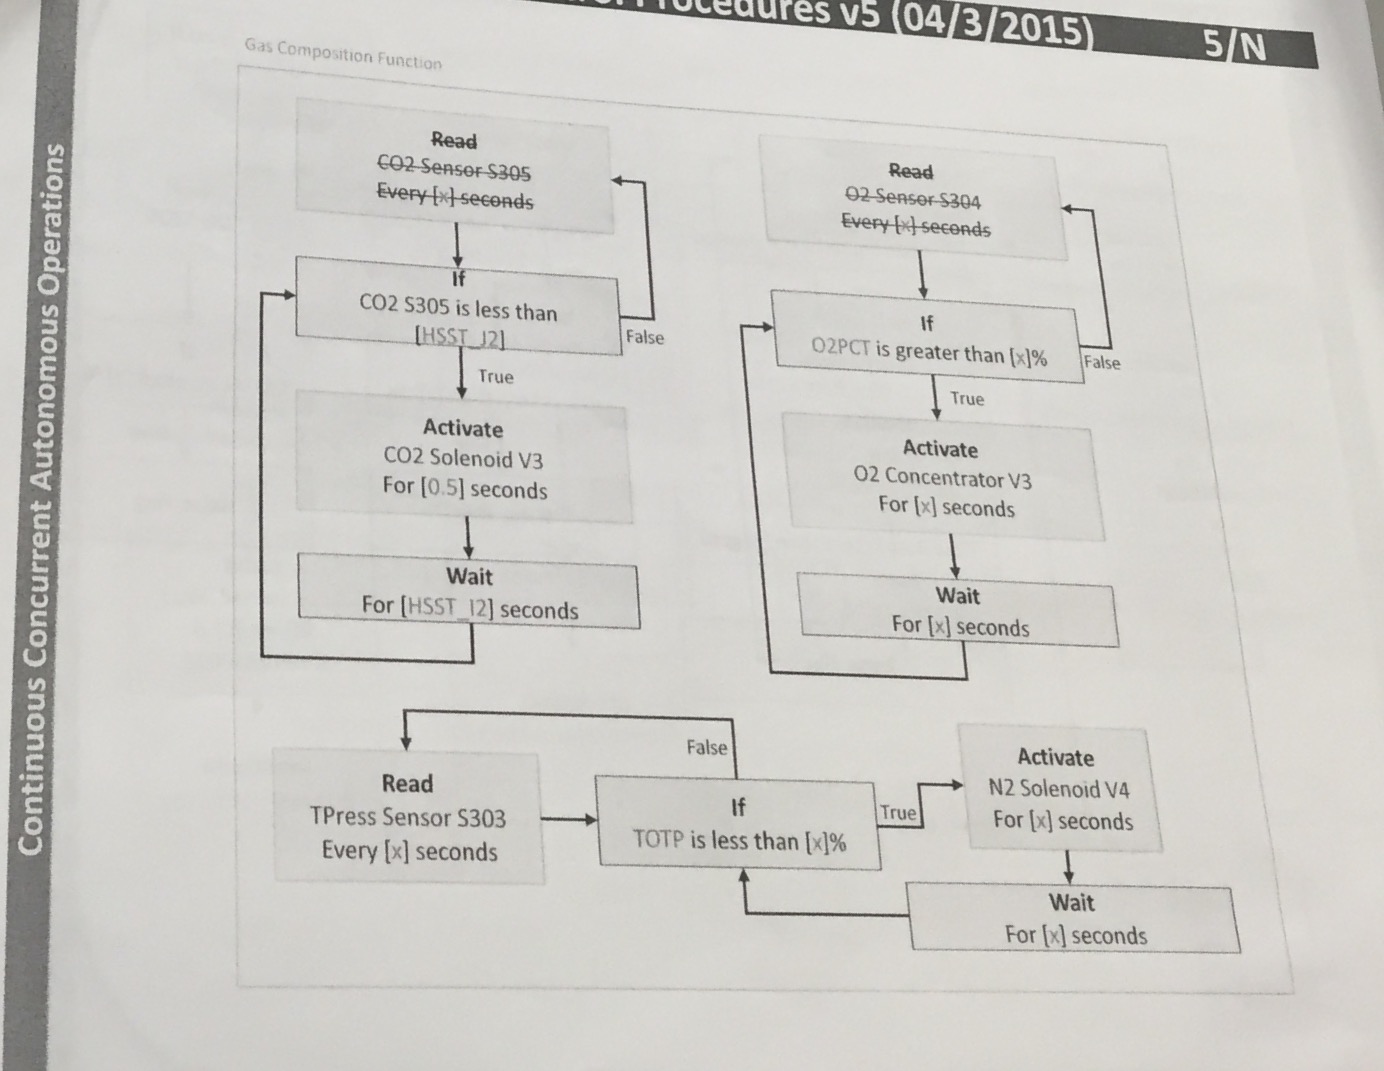 Procedures v5 (04/3/2015) 5/N
Continuous Concurrent Autonomous Operations
Gas Composition Function
Read
CO2 Sensor S305
Every [x] seconds
If
CO2 S305 is less than
[HSST_J2]
False
True
Activate
CO2 Solenoid V3
For [0.5] seconds
Wait
For [HSST_I2] seconds
Read
O2 Sensor S304
Every [x] seconds
If
O2PCT is greater than [x]%
False
True
Activate
O2 Concentrator V3
For [x] seconds
Wait
For [x] seconds
False
Read
TPress Sensor S303
Every [x] seconds
If
TOTP is less than [x]%
True
Activate
N2 Solenoid V4
For [x] seconds
Wait
For [x] seconds